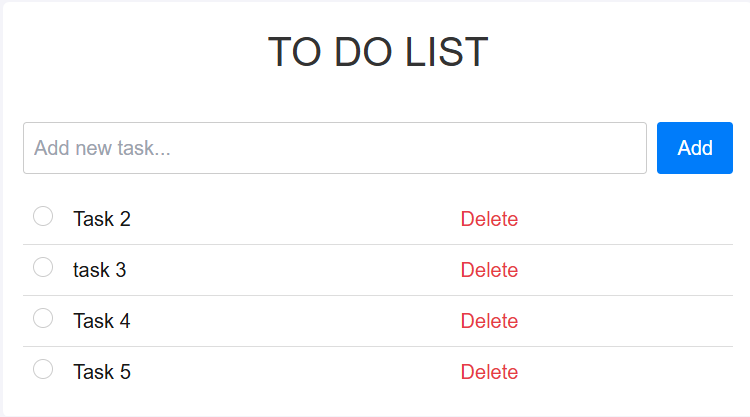 TO DO LIST
Add new task... Add
Task 2 Delete
task 3 Delete
Task 4 Delete
Task 5 Delete